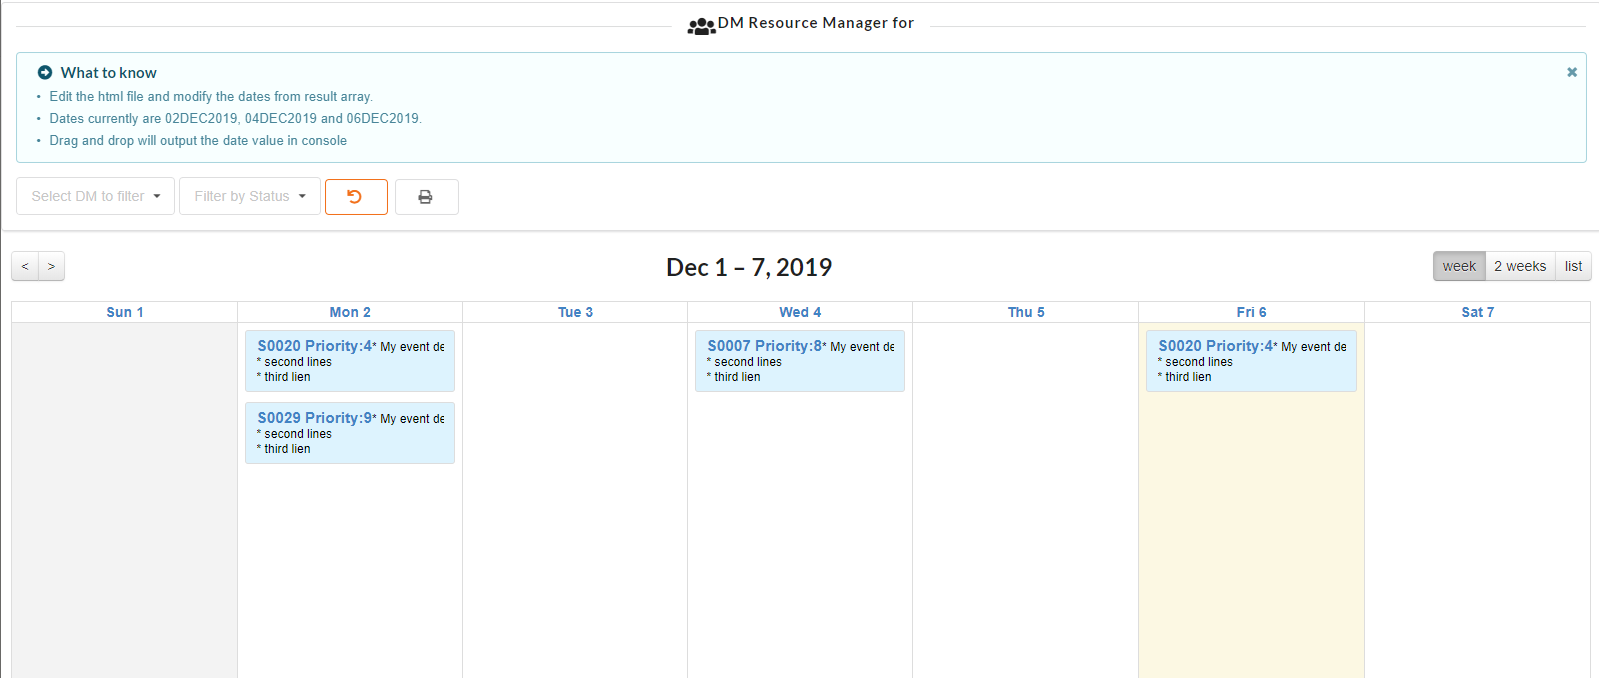 DM Resource Manager for
What to know
• Edit the html file and modify the dates from result array.
• Dates currently are 02DEC2019, 04DEC2019 and 06DEC2019.
• Drag and drop will output the date value in console
Select DM to filter Filter by Status
< > Dec 1 – 7, 2019 week 2 weeks list
Sun 1 Mon 2 Tue 3 Wed 4 Thu 5 Fri 6 Sat 7
S0020 Priority:4* My event de
* second lines
* third lien
S0029 Priority:9* My event de
* second lines
* third lien
S0007 Priority:8* My event de
* second lines
* third lien
S0020 Priority:4* My event de
* second lines
* third lien